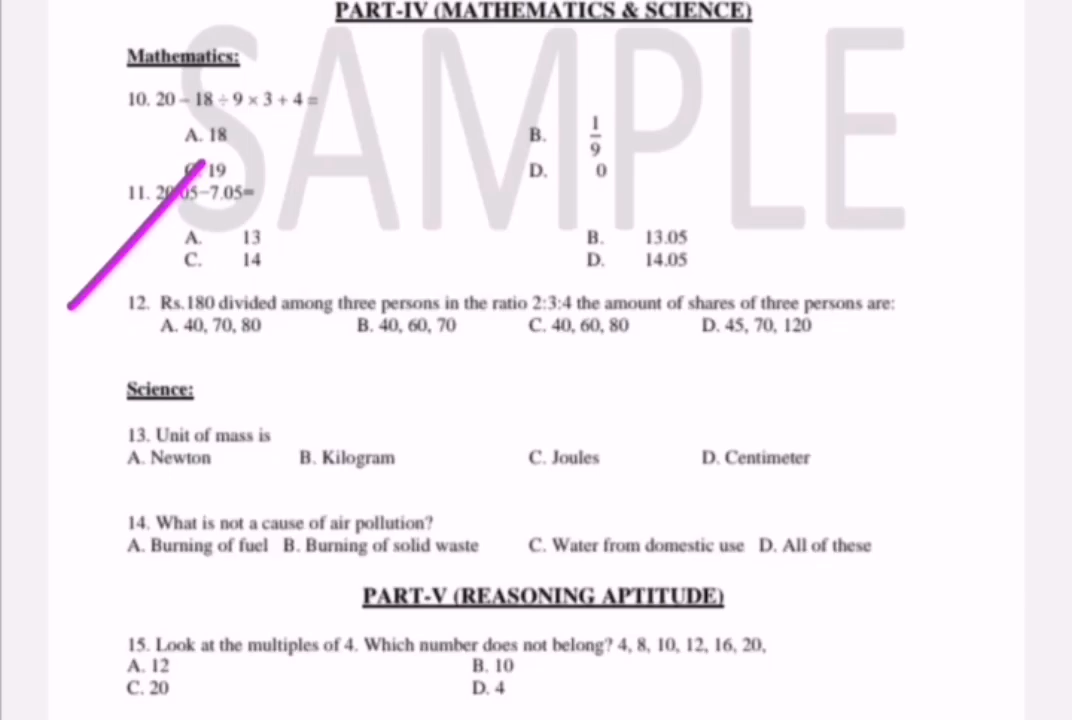 PART-IV (MATHEMATICS & SCIENCE)
SAMPLE
Mathematics:
10. 20 – 18 ÷ 9 × 3 + 4 =
A. 18 B. 1/9
19 D. 0
11. −7.05=
A. 13 B. 13.05
C. 14 D. 14.05
12. Rs.180 divided among three persons in the ratio 2:3:4 the amount of shares of three persons are:
A. 40, 70, 80 B. 40, 60, 70 C. 40, 60, 80 D. 45, 70, 120
Science:
13. Unit of mass is
A. Newton B. Kilogram C. Joules D. Centimeter
14. What is not a cause of air pollution?
A. Burning of fuel B. Burning of solid waste C. Water from domestic use D. All of these
PART-V (REASONING APTITUDE)
15. Look at the multiples of 4. Which number does not belong? 4, 8, 10, 12, 16, 20,
A. 12 B. 10
C. 20 D. 4